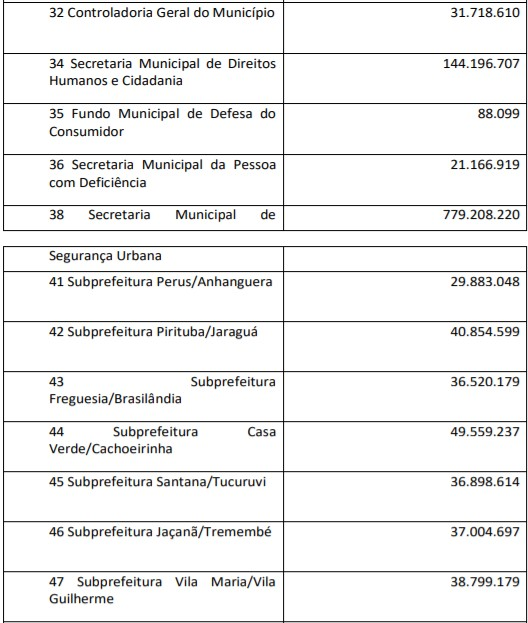 32 Controladoria Geral do Município 31.718.610
34 Secretaria Municipal de Direitos 144.196.707
Humanos e Cidadania
35 Fundo Municipal de Defesa do 88.099
Consumidor
36 Secretaria Municipal da Pessoa 21.166.919
com Deficiência
38 Secretaria Municipal de 779.208.220
Segurança Urbana
41 Subprefeitura Perus/Anhanguera 29.883.048
42 Subprefeitura Pirituba/Jaraguá 40.854.599
43 Subprefeitura 36.520.179
Freguesia/Brasilândia
44 Subprefeitura Casa 49.559.237
Verde/Cachoeirinha
45 Subprefeitura Santana/Tucuruvi 36.898.614
46 Subprefeitura Jaçanã/Tremembé 37.004.697
47 Subprefeitura Vila Maria/Vila 38.799.179
Guilherme